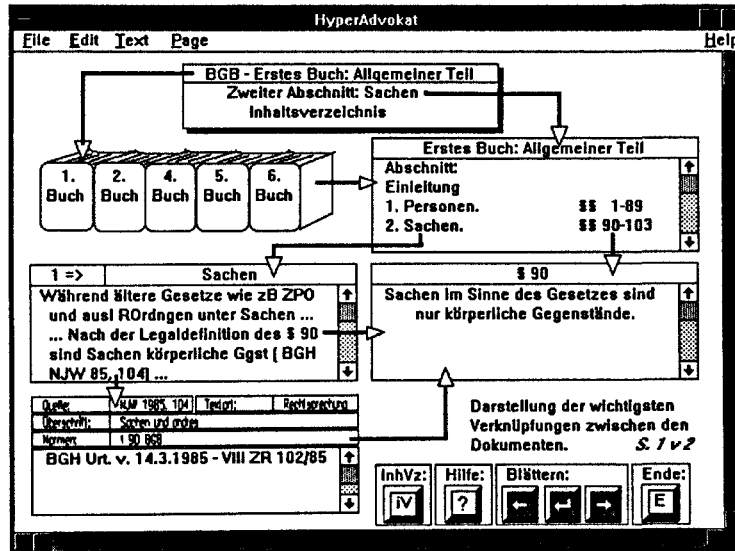 HyperAdvokat
File Edit Text Page Help
BGB - Erstes Buch: Allgemeiner Teil
Zweiter Abschnitt: Sachen
Inhaltsverzeichnis
1. Buch
2. Buch
4. Buch
5. Buch
6. Buch
Erstes Buch: Allgemeiner Teil
Abschnitt:
Einleitung
1. Personen. §§ 1-89
2. Sachen. §§ 90-103
1 => Sachen
Während ältere Gesetze wie zB ZPO
und ausl ROrdngen unter Sachen ...
... Nach der Legaldefinition des § 90
sind Sachen körperliche Ggst [ BGH
NJW 85, 104] ...
§ 90
Sachen im Sinne des Gesetzes sind
nur körperliche Gegenstände.
Quelle: NJW 1985, 104 Textart: Rechtsprechung
Überschrift: Sachen und andres
Normen: § 90 BGB
BGH Urt. v. 14.3.1985 - VIII ZR 102/85
Darstellung der wichtigsten
Verknüpfungen zwischen den
Dokumenten. S. 1 v 2
InhVz: Hilfe: Blättern: Ende:
iV ? ← ↵ → E